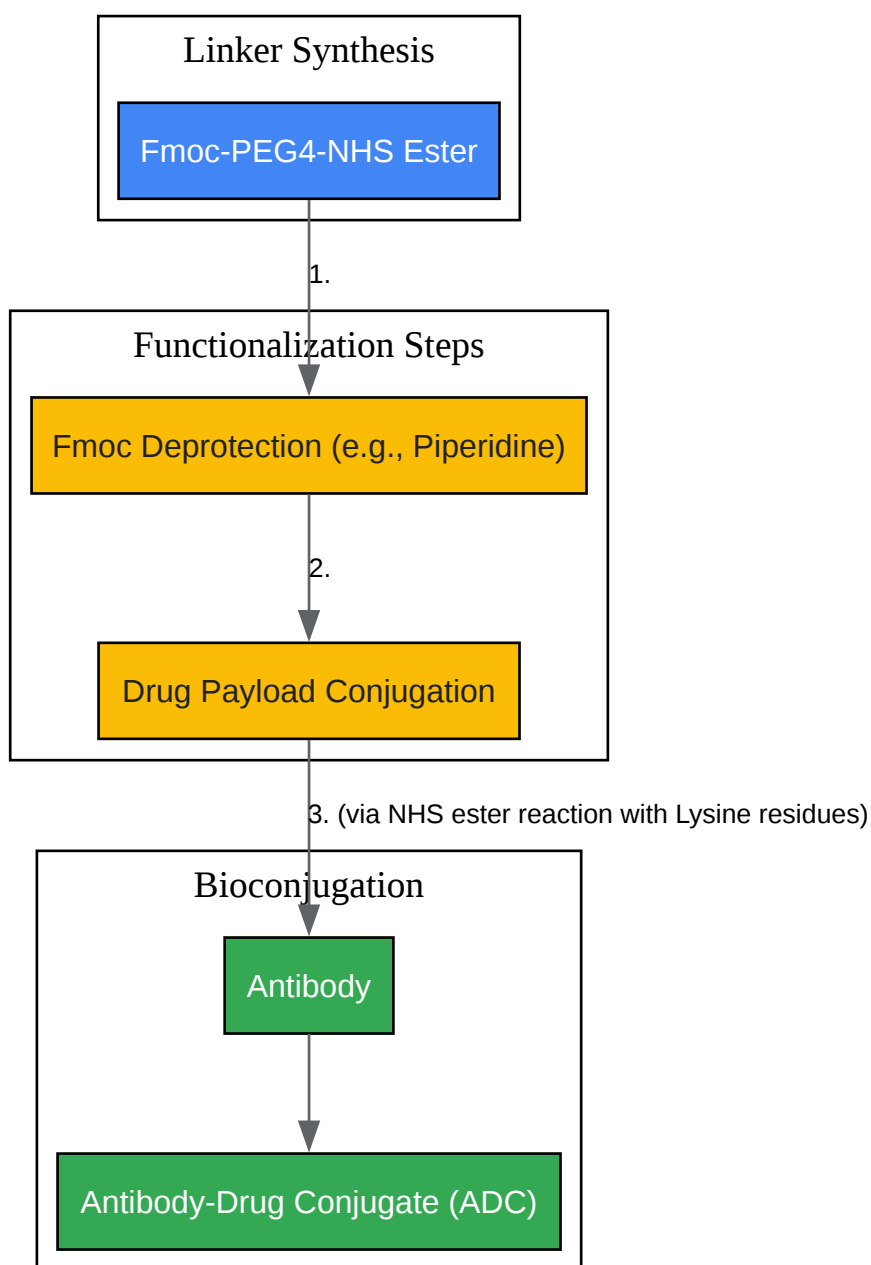 Linker Synthesis
Fmoc-PEG4-NHS Ester
1.
Functionalization Steps
Fmoc Deprotection (e.g., Piperidine)
2.
Drug Payload Conjugation
3. (via NHS ester reaction with Lysine residues)
Bioconjugation
Antibody
Antibody-Drug Conjugate (ADC)